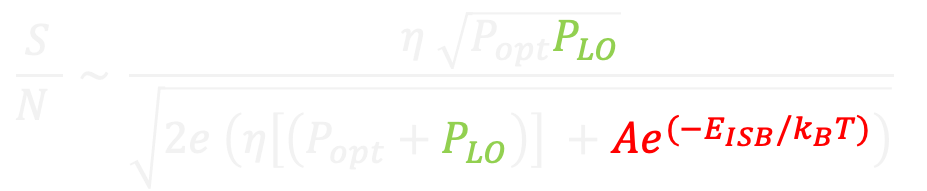 S/N ~ η √(P_opt P_LO) / √(2e (η[(P_opt + P_LO)] + Ae^(−E_ISB/k_BT)))